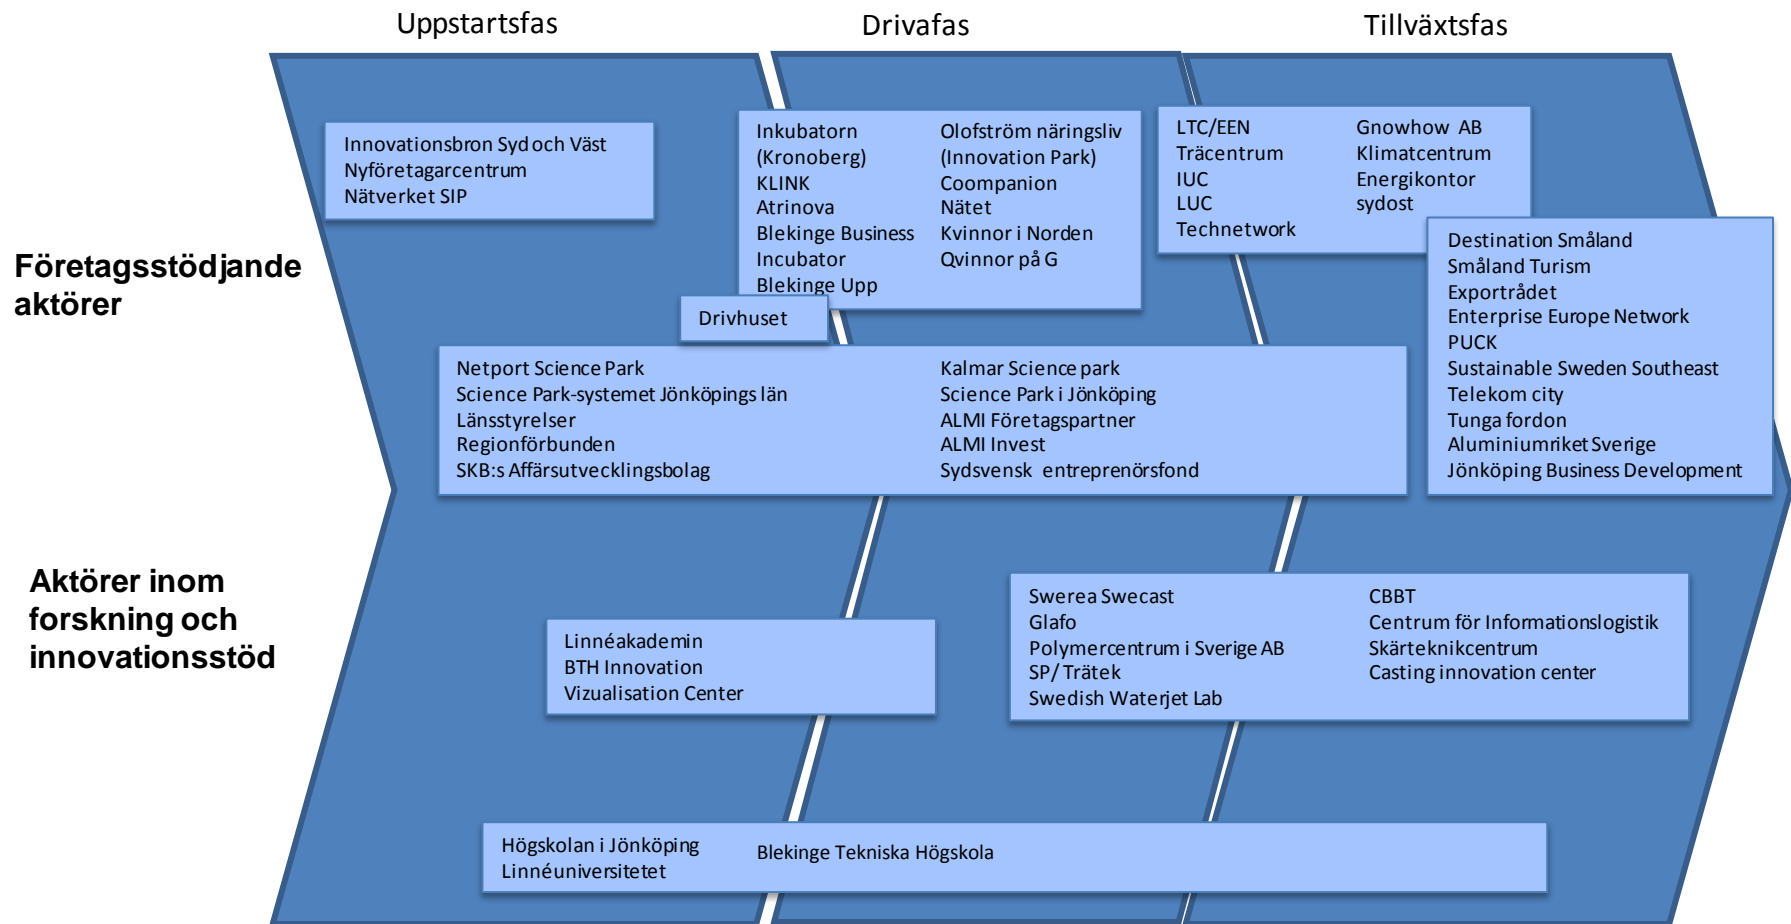 Uppstartsfas
Drivafas
Tillväxtsfas
Företagsstödjande
aktörer
Innovationsbron Syd och Väst
Nyföretagarcentrum
Nätverket SIP
Inkubatorn
(Kronoberg)
KLINK
Atrinova
Blekinge Business
Incubator
Blekinge Upp
Olofström näringsliv
(Innovation Park)
Coompanion
Nätet
Kvinnor i Norden
Qvinnor på G
LTC/EEN
Träcentrum
IUC
LUC
Technetwork
Gnowhow AB
Klimatcentrum
Energikontor
sydost
Destination Småland
Småland Turism
Exportrådet
Enterprise Europe Network
PUCK
Sustainable Sweden Southeast
Telekom city
Tunga fordon
Aluminiumriket Sverige
Jönköping Business Development
Drivhuset
Netport Science Park
Science Park-systemet Jönköpings län
Länsstyrelser
Regionförbunden
SKB:s Affärsutvecklingsbolag
Kalmar Science park
Science Park i Jönköping
ALMI Företagspartner
ALMI Invest
Sydsvensk entreprenörsfond
Aktörer inom
forskning och
innovationsstöd
Linnéakademin
BTH Innovation
Vizualisation Center
Swerea Swecast
Glafo
Polymercentrum i Sverige AB
SP/ Trätek
Swedish Waterjet Lab
CBBT
Centrum för Informationslogistik
Skärteknikcentrum
Casting innovation center
Högskolan i Jönköping
Linnéuniversitetet
Blekinge Tekniska Högskola